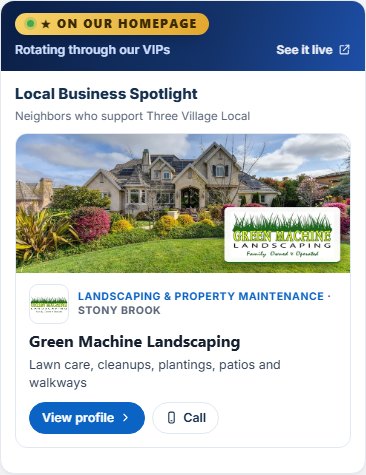 ★ ON OUR HOMEPAGE
Rotating through our VIPs
See it live
Local Business Spotlight
Neighbors who support Three Village Local
GREEN MACHINE
LANDSCAPING
Family Owned & Operated
GREEN MACHINE
LANDSCAPING & PROPERTY MAINTENANCE ·
STONY BROOK
Green Machine Landscaping
Lawn care, cleanups, plantings, patios and
walkways
View profile
Call